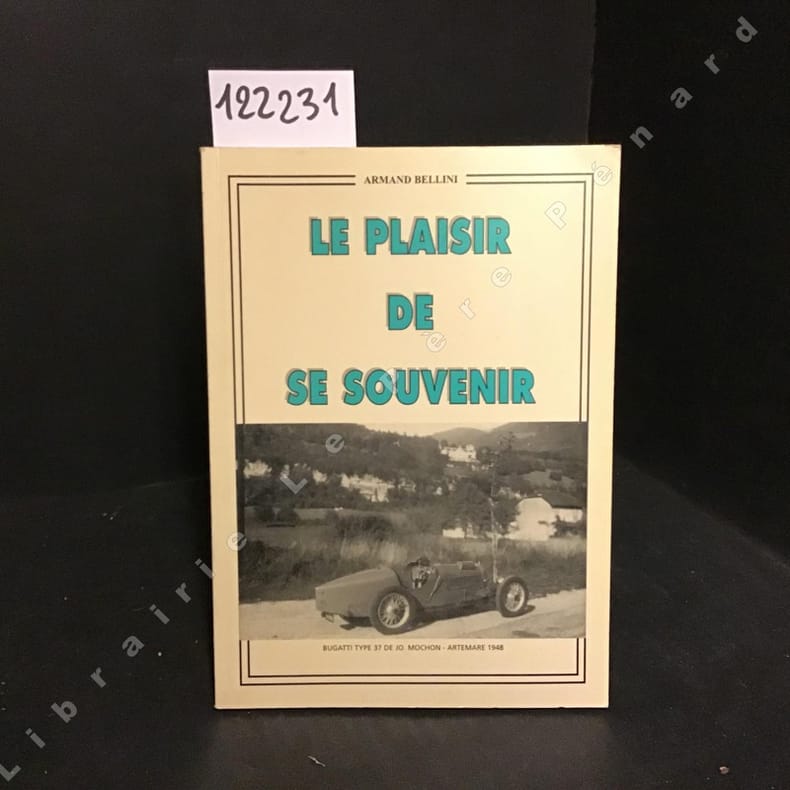 122231
ARMAND BELLINI
LE PLAISIR
DE
SE SOUVENIR
BUGATTI TYPE 37 DE JO. MOCHON - ARTEMARE 1948
Librairie Le Père Pénard